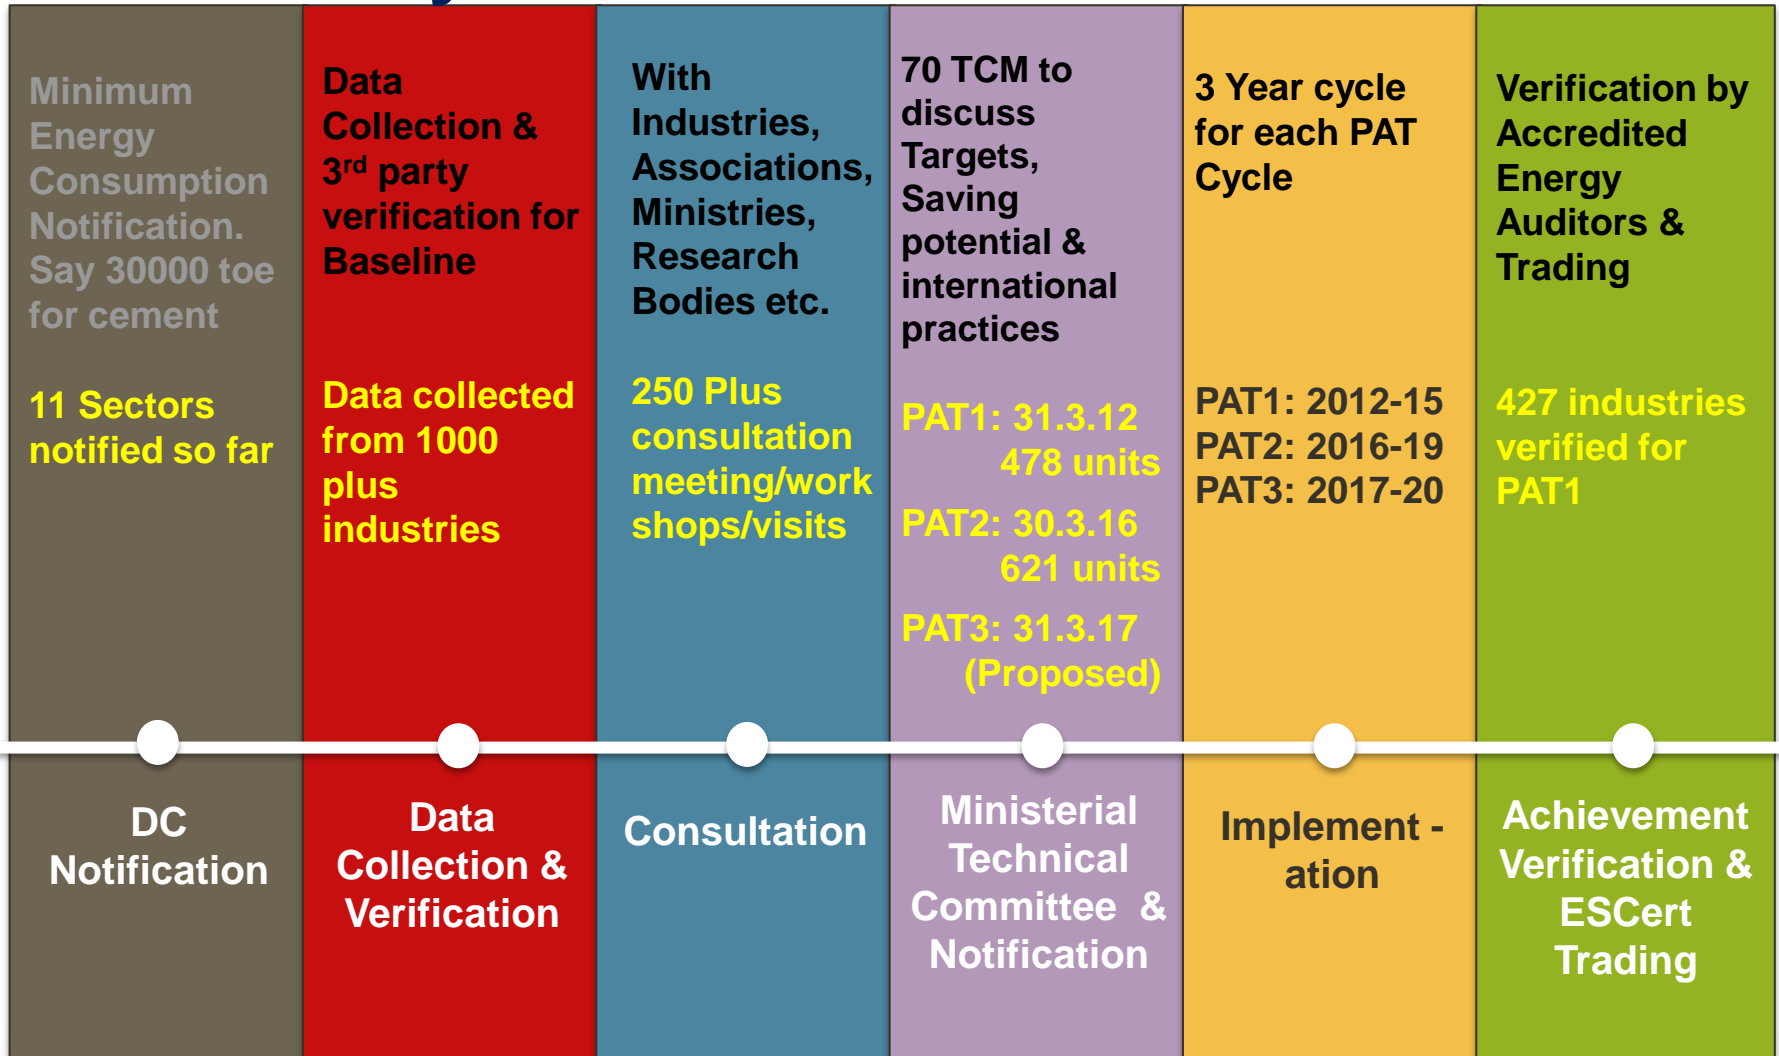 Minimum
Energy
Consumption
Notification.
Say 30000 toe
for cement
11 Sectors
notified so far
DC
Notification
Data
Collection &
3rd party
verification for
Baseline
Data collected
from 1000
plus
industries
Data
Collection &
Verification
With
Industries,
Associations,
Ministries,
Research
Bodies etc.
250 Plus
consultation
meeting/work
shops/visits
Consultation
70 TCM to
discuss
Targets,
Saving
potential &
international
practices
PAT1: 31.3.12
478 units
PAT2: 30.3.16
621 units
PAT3: 31.3.17
(Proposed)
Ministerial
Technical
Committee &
Notification
3 Year cycle
for each PAT
Cycle
PAT1: 2012-15
PAT2: 2016-19
PAT3: 2017-20
Implement -
ation
Verification by
Accredited
Energy
Auditors &
Trading
427 industries
verified for
PAT1
Achievement
Verification &
ESCert
Trading